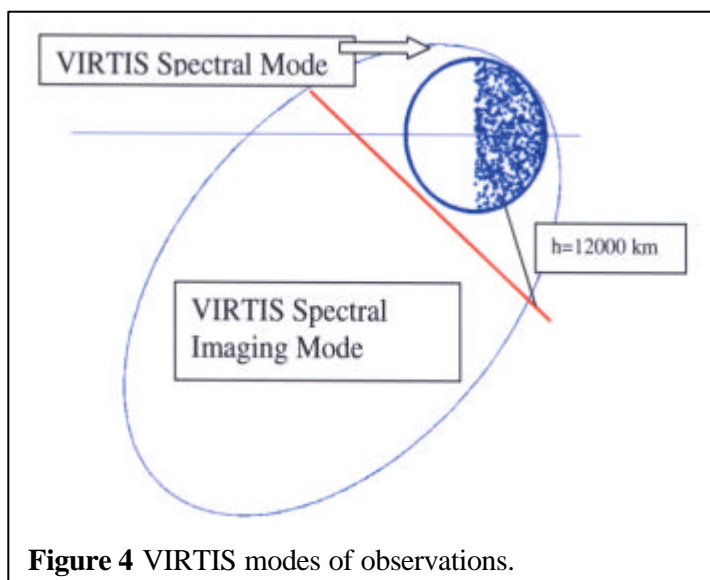 VIRTIS Spectral Mode
h=12000 km
VIRTIS Spectral
Imaging Mode
Figure 4 VIRTIS modes of observations.